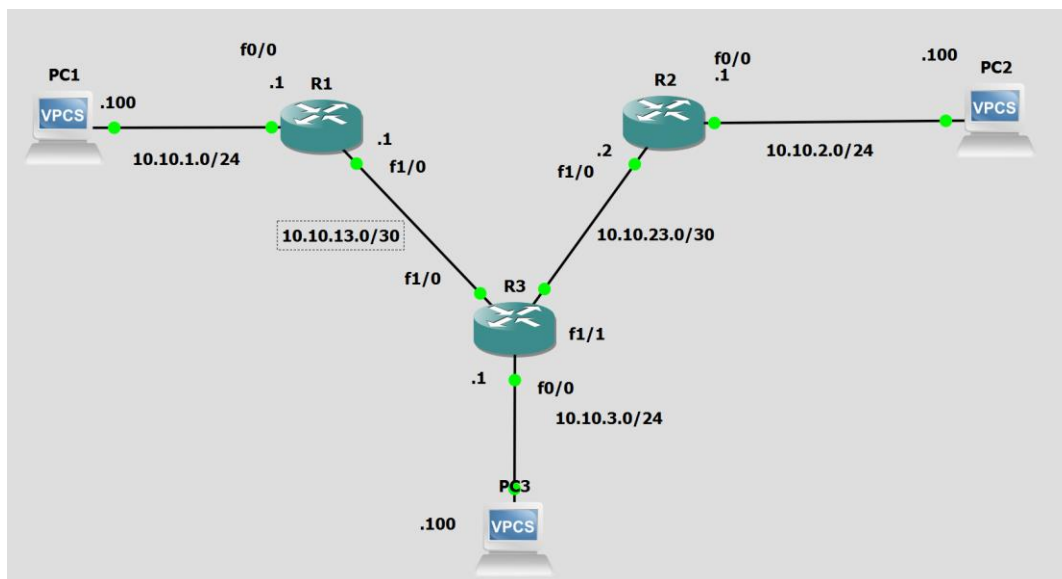 f0/0
PC1
.1
R1
.100
VPCS
10.10.1.0/24
.1
f1/0
f0/0
R2
.1
.100
PC2
VPCS
.2
f1/0
10.10.2.0/24
10.10.13.0/30
10.10.23.0/30
f1/0
R3
f1/1
.1
f0/0
10.10.3.0/24
PC3
.100
VPCS